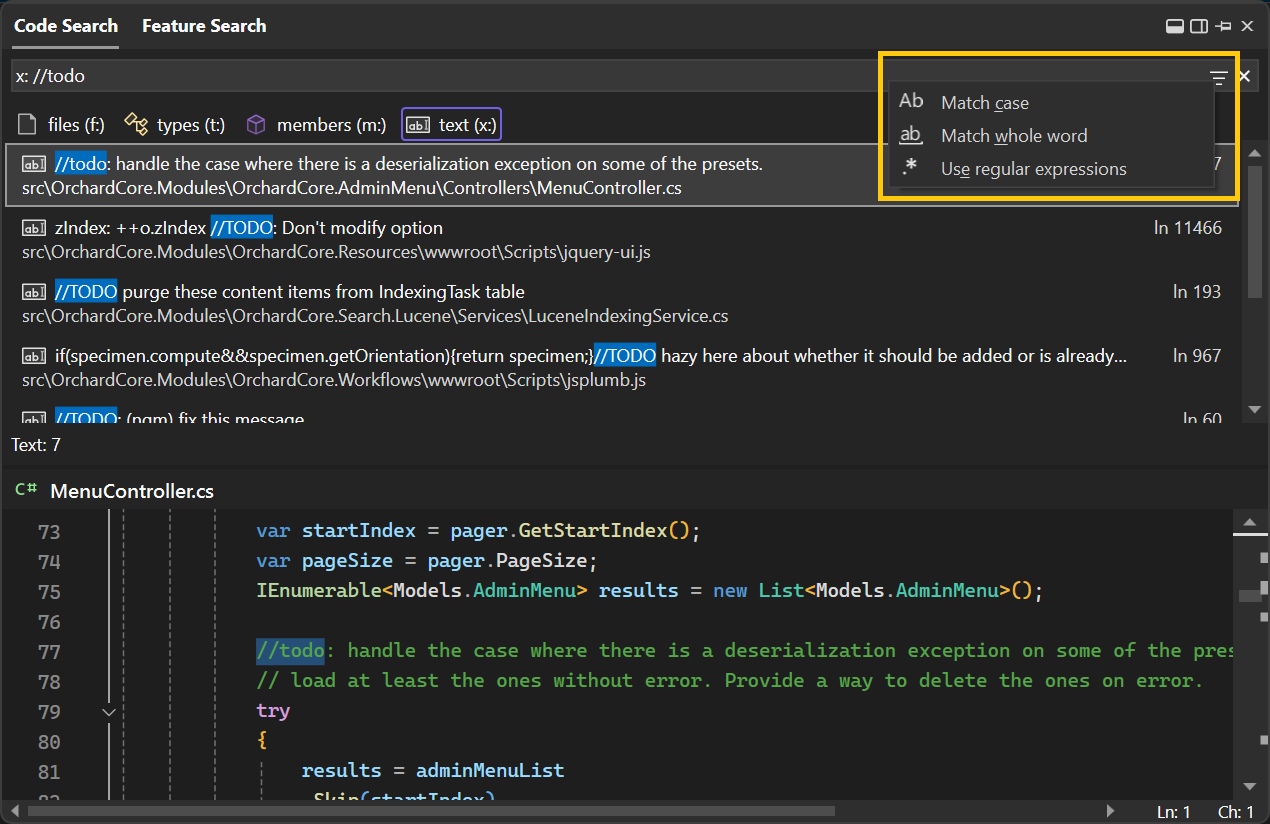 Code Search Feature Search
x: //todo
Ab Match case
ab Match whole word
.* Use regular expressions
files (f:) types (t:) members (m:) ab text (x:)
ab //todo: handle the case where there is a deserialization exception on some of the presets. 7
src\OrchardCore.Modules\OrchardCore.AdminMenu\Controllers\MenuController.cs
ab zIndex: ++o.zIndex //TODO: Don't modify option ln 11466
src\OrchardCore.Modules\OrchardCore.Resources\wwwroot\Scripts\jquery-ui.js
ab //TODO purge these content items from IndexingTask table ln 193
src\OrchardCore.Modules\OrchardCore.Search.Lucene\Services\LuceneIndexingService.cs
ab if(specimen.compute&&specimen.getOrientation){return specimen;}//TODO hazy here about whether it should be added or is already... ln 967
src\OrchardCore.Modules\OrchardCore.Workflows\wwwroot\Scripts\jsplumb.js
ab //TODO: (ngm) fix this message ln 60
Text: 7
C# MenuController.cs
73 var startIndex = pager.GetStartIndex();
74 var pageSize = pager.PageSize;
75 IEnumerable<Models.AdminMenu> results = new List<Models.AdminMenu>();
76
77 //todo: handle the case where there is a deserialization exception on some of the pres
78 // load at least the ones without error. Provide a way to delete the ones on error.
79 try
80 {
81 results = adminMenuList
82 .Skip(startIndex)
Ln: 1 Ch: 1